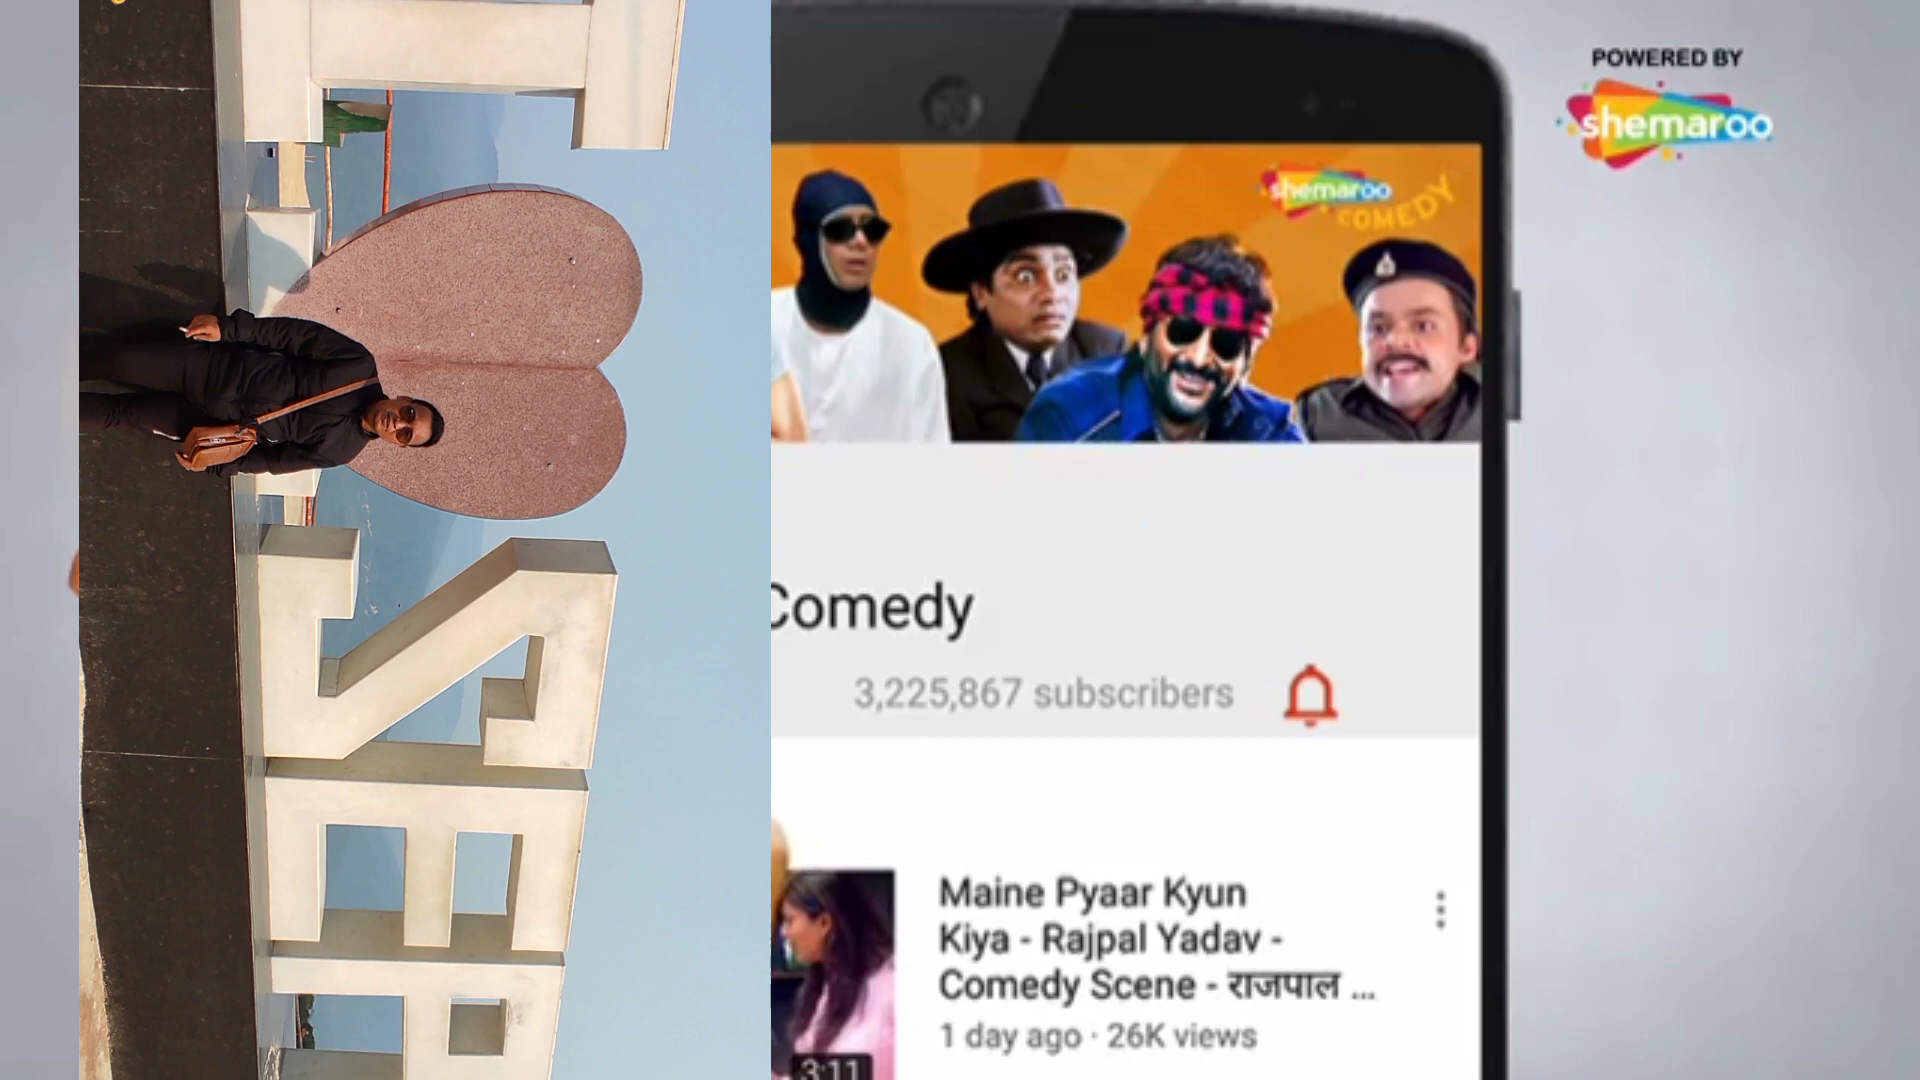 I
ZEP
POWERED BY
shemaroo
shemaroo
COMEDY
Comedy
3,225,867 subscribers
Maine Pyaar Kyun
Kiya - Rajpal Yadav -
Comedy Scene - राजपाल ...
1 day ago · 26K views
3:11